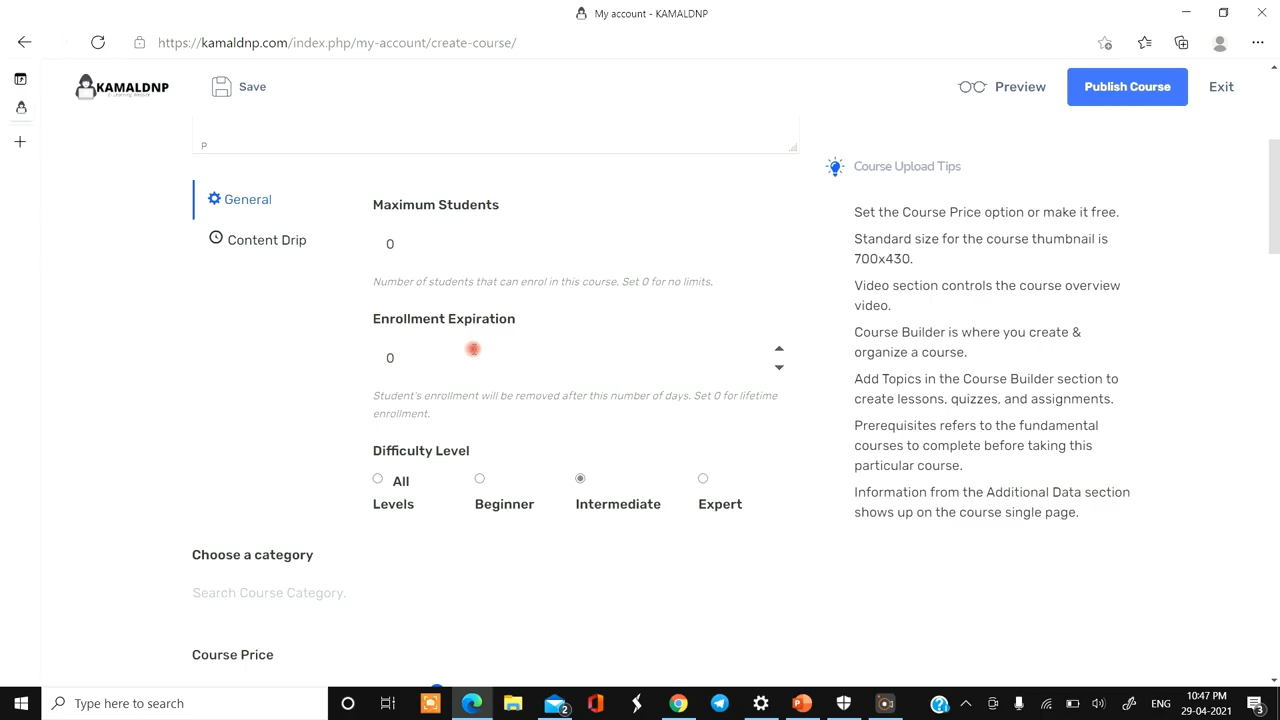 My account - KAMALDNP
https://kamaldnp.com/index.php/my-account/create-course/
KAMALDNP
Save
Preview
Publish Course
Exit
P
Course Upload Tips
General
Content Drip
Maximum Students
0
Number of students that can enrol in this course. Set 0 for no limits.
Enrollment Expiration
0
Student's enrollment will be removed after this number of days. Set 0 for lifetime
enrollment.
Difficulty Level
All
Levels
Beginner
Intermediate
Expert
Choose a category
Search Course Category.
Course Price
Set the Course Price option or make it free.
Standard size for the course thumbnail is
700x430.
Video section controls the course overview
video.
Course Builder is where you create &
organize a course.
Add Topics in the Course Builder section to
create lessons, quizzes, and assignments.
Prerequisites refers to the fundamental
courses to complete before taking this
particular course.
Information from the Additional Data section
shows up on the course single page.
Type here to search
2
ENG
10:47 PM
29-04-2021
3